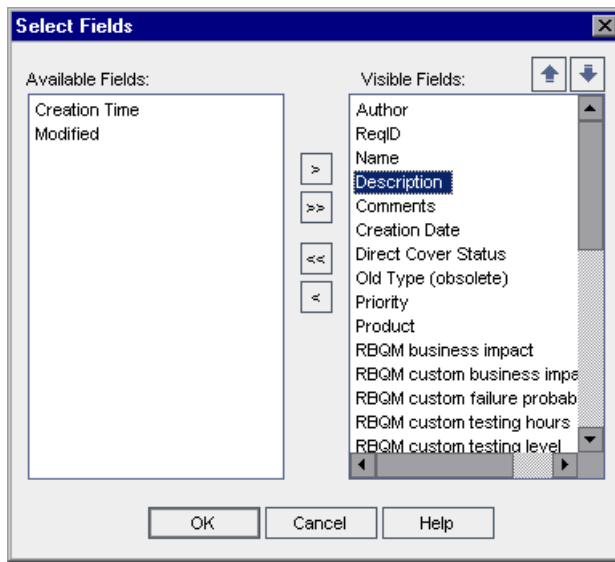 Select Fields
Available Fields:
Creation Time
Modified
>
>>
<<
<
Visible Fields:
Author
ReqID
Name
Description
Comments
Creation Date
Direct Cover Status
Old Type (obsolete)
Priority
Product
RBQM business impact
RBQM custom business impa
RBQM custom failure probab
RBQM custom testing hours
RBQM custom testing level
OK
Cancel
Help